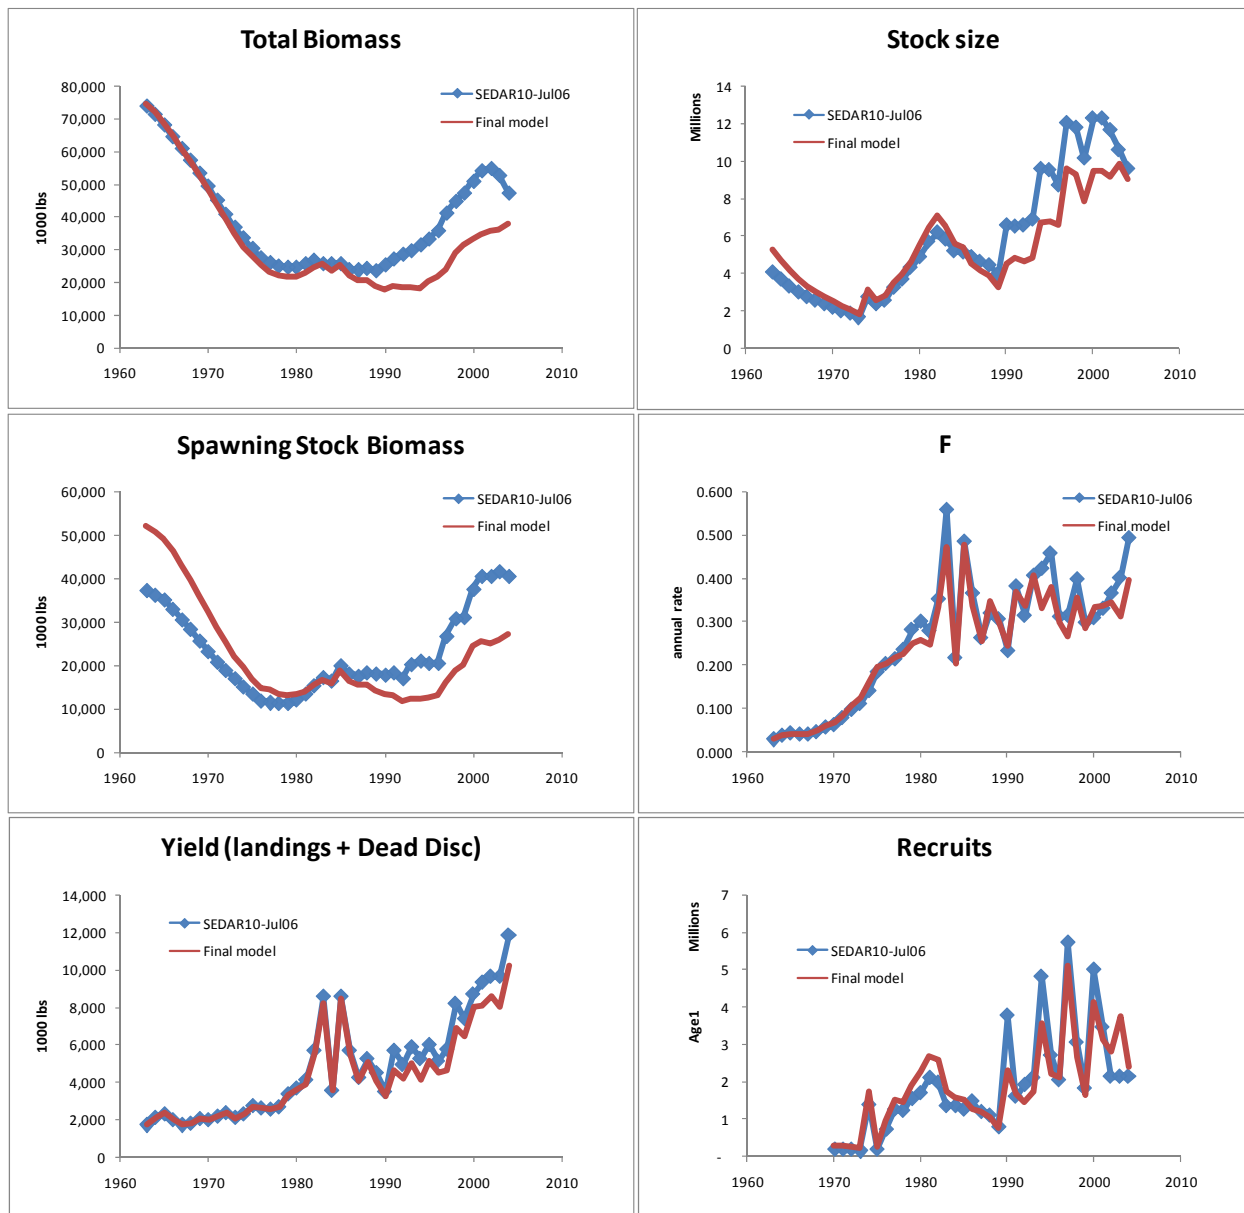 Total Biomass
1000 lbs
80,000
70,000
60,000
50,000
40,000
30,000
20,000
10,000
0
1960 1970 1980 1990 2000 2010
SEDAR10-Jul06
Final model
Stock size
Millions
14
12
10
8
6
4
2
0
1960 1970 1980 1990 2000 2010
SEDAR10-Jul06
Final model
Spawning Stock Biomass
1000 lbs
60,000
50,000
40,000
30,000
20,000
10,000
0
1960 1970 1980 1990 2000 2010
SEDAR10-Jul06
Final model
F
annual rate
0.600
0.500
0.400
0.300
0.200
0.100
0.000
1960 1970 1980 1990 2000 2010
SEDAR10-Jul06
Final model
Yield (landings + Dead Disc)
1000 lbs
14,000
12,000
10,000
8,000
6,000
4,000
2,000
0
1960 1970 1980 1990 2000 2010
SEDAR10-Jul06
Final model
Recruits
Age1 Millions
7
6
5
4
3
2
1
-
1960 1970 1980 1990 2000 2010
SEDAR10-Jul06
Final model